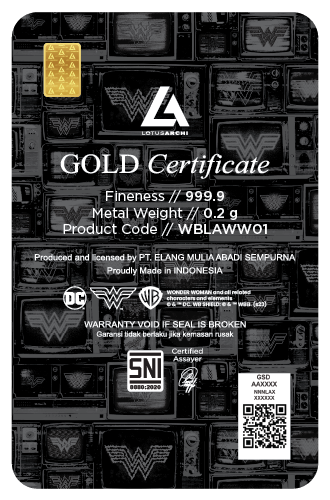 LOTUSARCHI
GOLD Certificate
Fineness // 999.9
Metal Weight // 0.2 g
Product Code // WBLAWW01
Produced and licensed by PT. ELANG MULIA ABADI SEMPURNA
Proudly Made in INDONESIA
DC
WB
WONDER WOMAN and all related
characters and elements
© & ™ DC. WB SHIELD: © & ™ WBEI. (s23)
WARRANTY VOID IF SEAL IS BROKEN
Garansi tidak berlaku jika kemasan rusak
SNI
8880:2020
Certified
Assayer
GSD
AAXXXX
NNNLAX
XXXXXX